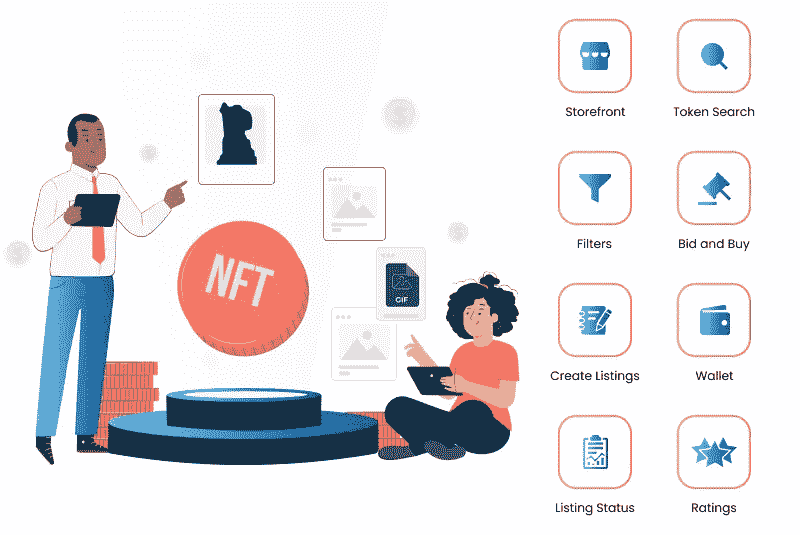 NFT
GIF
Storefront
Token Search
Filters
Bid and Buy
Create Listings
Wallet
Listing Status
Ratings